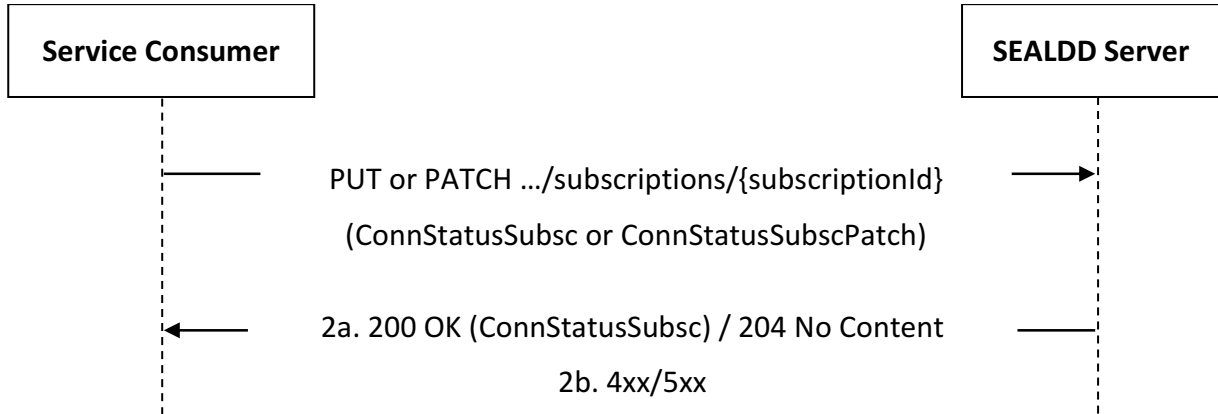 Service Consumer
SEALDD Server
PUT or PATCH …/subscriptions/{subscriptionId}
(ConnStatusSubsc or ConnStatusSubscPatch)
2a. 200 OK (ConnStatusSubsc) / 204 No Content
2b. 4xx/5xx